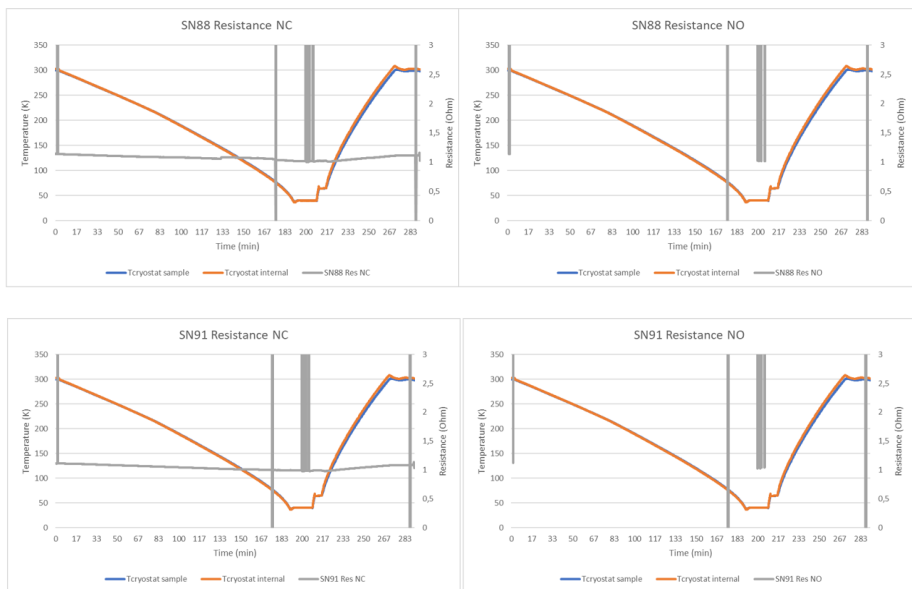 SN88 Resistance NC
350
300
250
200
150
100
50
0
3
2,5
2
1,5
1
0,5
0
Temperature (K)
Resistance (Ohm)
0 17 33 50 67 83 100 117 133 150 167 183 200 217 233 250 267 283
Time (min)
Tcryostat sample Tcryostat internal SN88 Res NC
SN88 Resistance NO
350
300
250
200
150
100
50
0
3
2,5
2
1,5
1
0,5
0
Temperature (K)
Resistance (Ohm)
0 17 33 50 67 83 100 117 133 150 167 183 200 217 233 250 267 283
Time (min)
Tcryostat sample Tcryostat internal SN88 Res NO
SN91 Resistance NC
350
300
250
200
150
100
50
0
3
2,5
2
1,5
1
0,5
0
Temperature (K)
Resistance (Ohm)
0 17 33 50 67 83 100 117 133 150 167 183 200 217 233 250 267 283
Time (min)
Tcryostat sample Tcryostat internal SN91 Res NC
SN91 Resistance NO
350
300
250
200
150
100
50
0
3
2,5
2
1,5
1
0,5
0
Temperature (K)
Resistance (Ohm)
0 17 33 50 67 83 100 117 133 150 167 183 200 217 233 250 267 283
Time (min)
Tcryostat sample Tcryostat internal SN91 Res NO